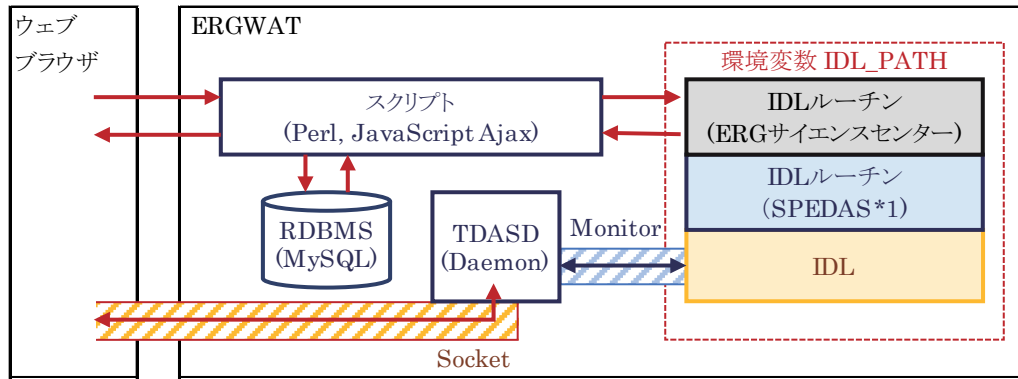 ウェブ
ブラウザ
ERGWAT
環境変数 IDL_PATH
スクリプト
(Perl, JavaScript Ajax)
IDLルーチン
(ERGサイエンスセンター)
IDLルーチン
(SPEDAS*1)
RDBMS
(MySQL)
TDASD
(Daemon)
Monitor
IDL
Socket